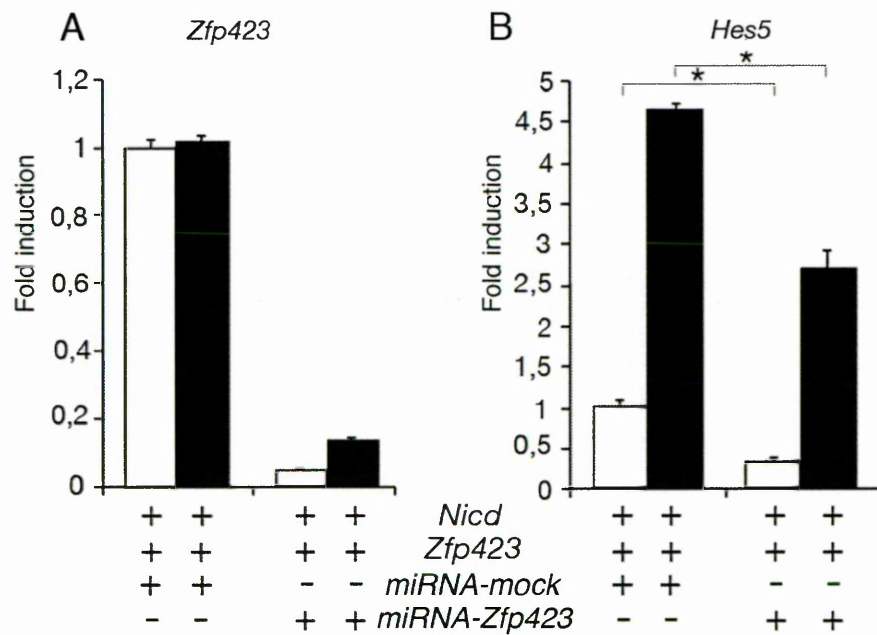 A Zfp423
B Hes5
Fold induction
1,2
1
0,8
0,6
0,4
0,2
0
Fold induction
5
4,5
4
3,5
3
2,5
2
1,5
1
0,5
0
* *
+ + + + Nicd + + + +
+ + + + Zfp423 + + + +
+ + - - miRNA-mock + + - -
- - + + miRNA-Zfp423 - - + +